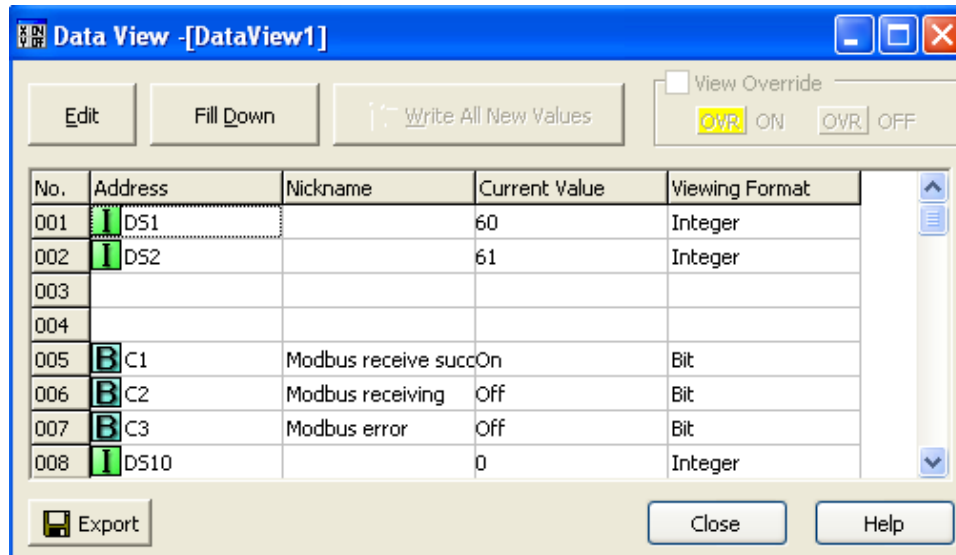 Data View -[DataView1]
Edit Fill Down Write All New Values View Override
OVR ON OVR OFF
No. Address Nickname Current Value Viewing Format
001 I DS1 60 Integer
002 I DS2 61 Integer
003
004
005 B C1 Modbus receive succ On Bit
006 B C2 Modbus receiving Off Bit
007 B C3 Modbus error Off Bit
008 I DS10 0 Integer
Export Close Help